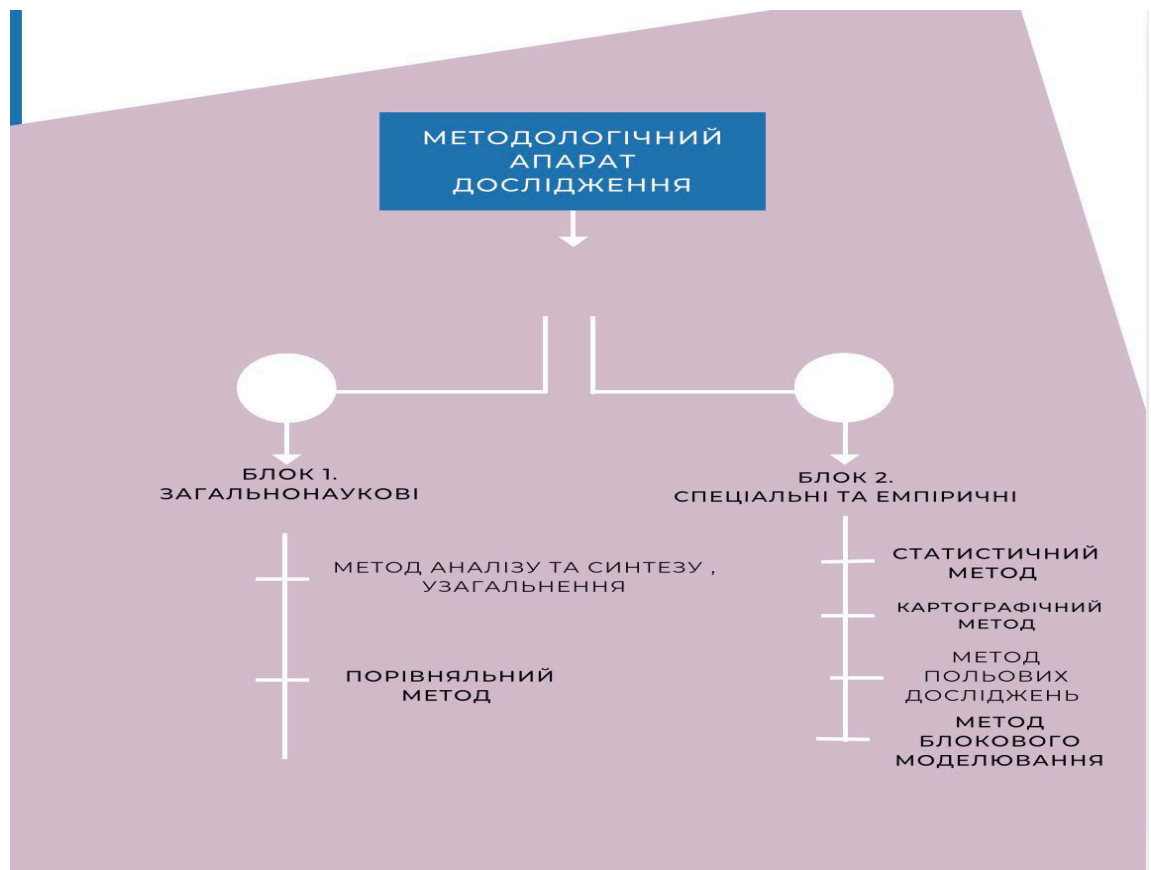 МЕТОДОЛОГІЧНИЙ
АПАРАТ
ДОСЛІДЖЕННЯ
БЛОК 1.
ЗАГАЛЬНОНАУКОВІ
МЕТОД АНАЛІЗУ ТА СИНТЕЗУ ,
УЗАГАЛЬНЕННЯ
ПОРІВНЯЛЬНИЙ
МЕТОД
БЛОК 2.
СПЕЦІАЛЬНІ ТА ЕМПІРИЧНІ
СТАТИСТИЧНИЙ
МЕТОД
КАРТОГРАФІЧНИЙ
МЕТОД
МЕТОД
ПОЛЬОВИХ
ДОСЛІДЖЕНЬ
МЕТОД
БЛОКОВОГО
МОДЕЛЮВАННЯ